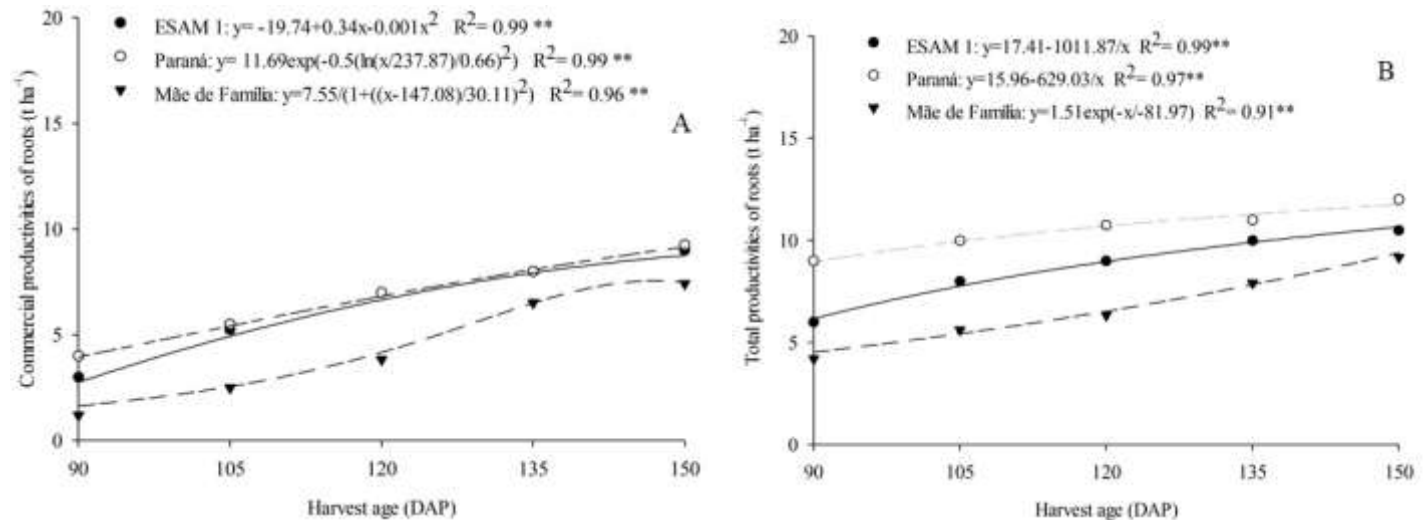 Commercial productivities of roots (t ha⁻¹)
20
15
10
5
0
ESAM 1: y= -19.74+0.34x-0.001x² R²= 0.99 **
Paraná: y= 11.69exp(-0.5(ln(x/237.87)/0.66)²) R²= 0.99 **
Mãe de Família: y=7.55/(1+((x-147.08)/30.11)²) R²= 0.96 **
A
90 105 120 135 150
Harvest age (DAP)
Total productivities of roots (t ha⁻¹)
20
15
10
5
0
ESAM 1: y=17.41-1011.87/x R²= 0.99**
Paraná: y=15.96-629.03/x R²= 0.97**
Mãe de Família: y=1.51exp(-x/-81.97) R²= 0.91**
B
90 105 120 135 150
Harvest age (DAP)